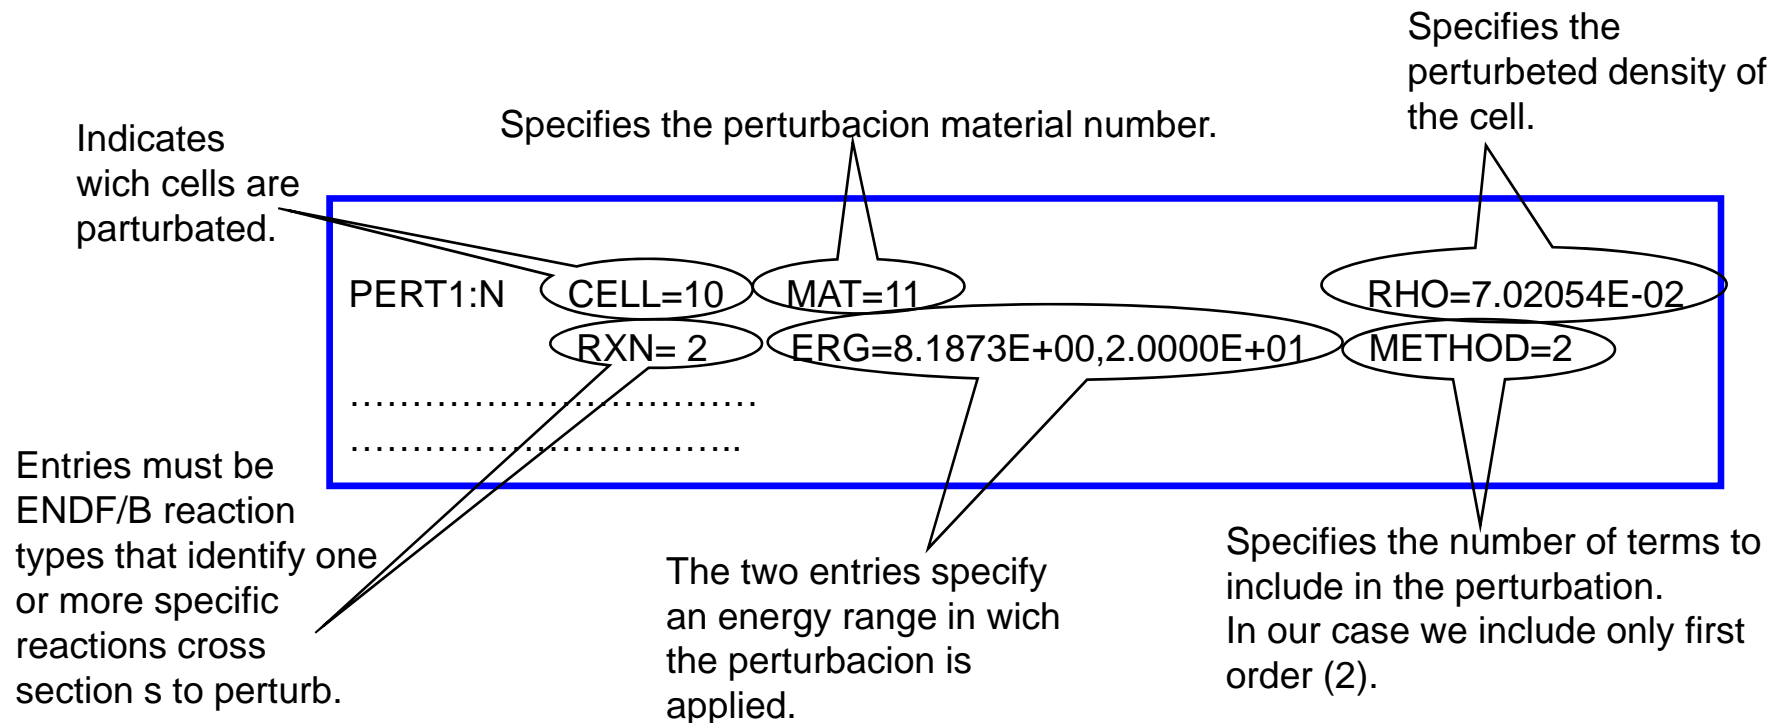 Specifies the
perturbeted density of
the cell.
Specifies the perturbacion material number.
Indicates
wich cells are
parturbated.
PERT1:N CELL=10 MAT=11 RHO=7.02054E-02
RXN= 2 ERG=8.1873E+00,2.0000E+01 METHOD=2
……………………………
…………………………..
Entries must be
ENDF/B reaction
types that identify one
or more specific
reactions cross
section s to perturb.
The two entries specify
an energy range in wich
the perturbacion is
applied.
Specifies the number of terms to
include in the perturbation.
In our case we include only first
order (2).